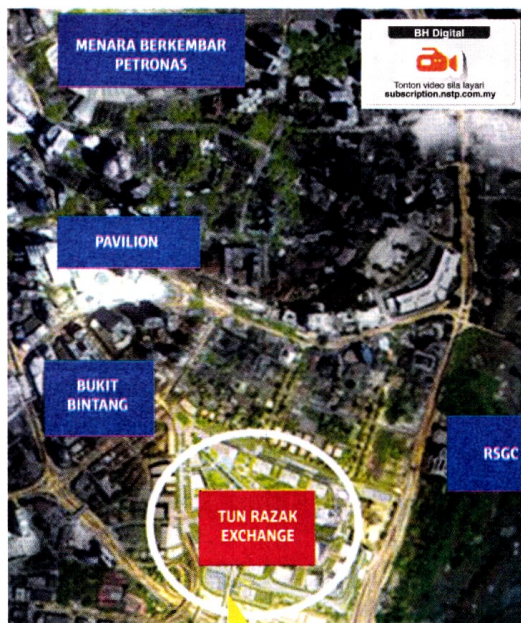 MENARA BERKEMBAR
PETRONAS
BH Digital
Tonton video sila layari
subscription.nstp.com.my
PAVILION
BUKIT
BINTANG
RSGC
TUN RAZAK
EXCHANGE